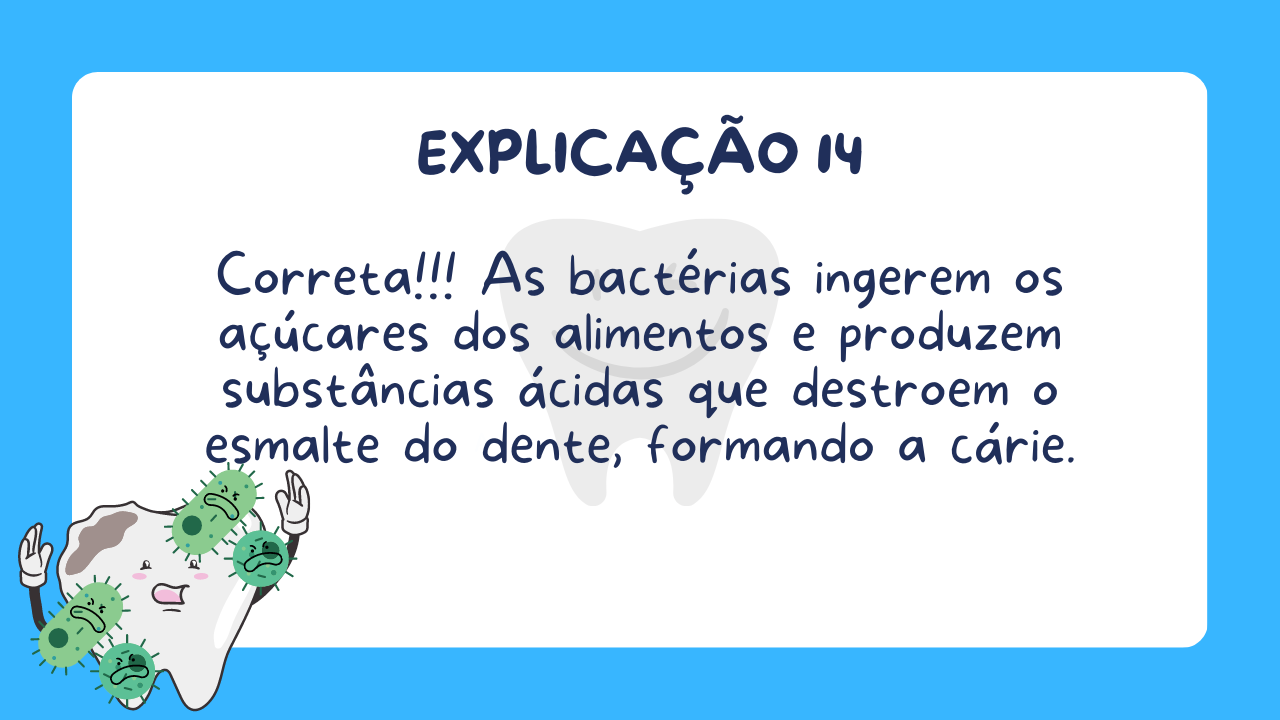 EXPLICAÇÃO 14
Correta!!! As bactérias ingerem os
açúcares dos alimentos e produzem
substâncias ácidas que destroem o
esmalte do dente, formando a cárie.